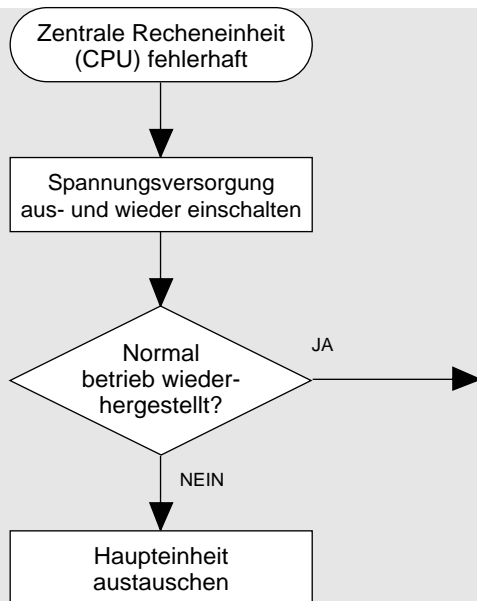 Zentrale Recheneinheit
(CPU) fehlerhaft
Spannungsversorgung
aus- und wieder einschalten
Normal
betrieb wieder-
hergestellt?
JA
NEIN
Haupteinheit
austauschen